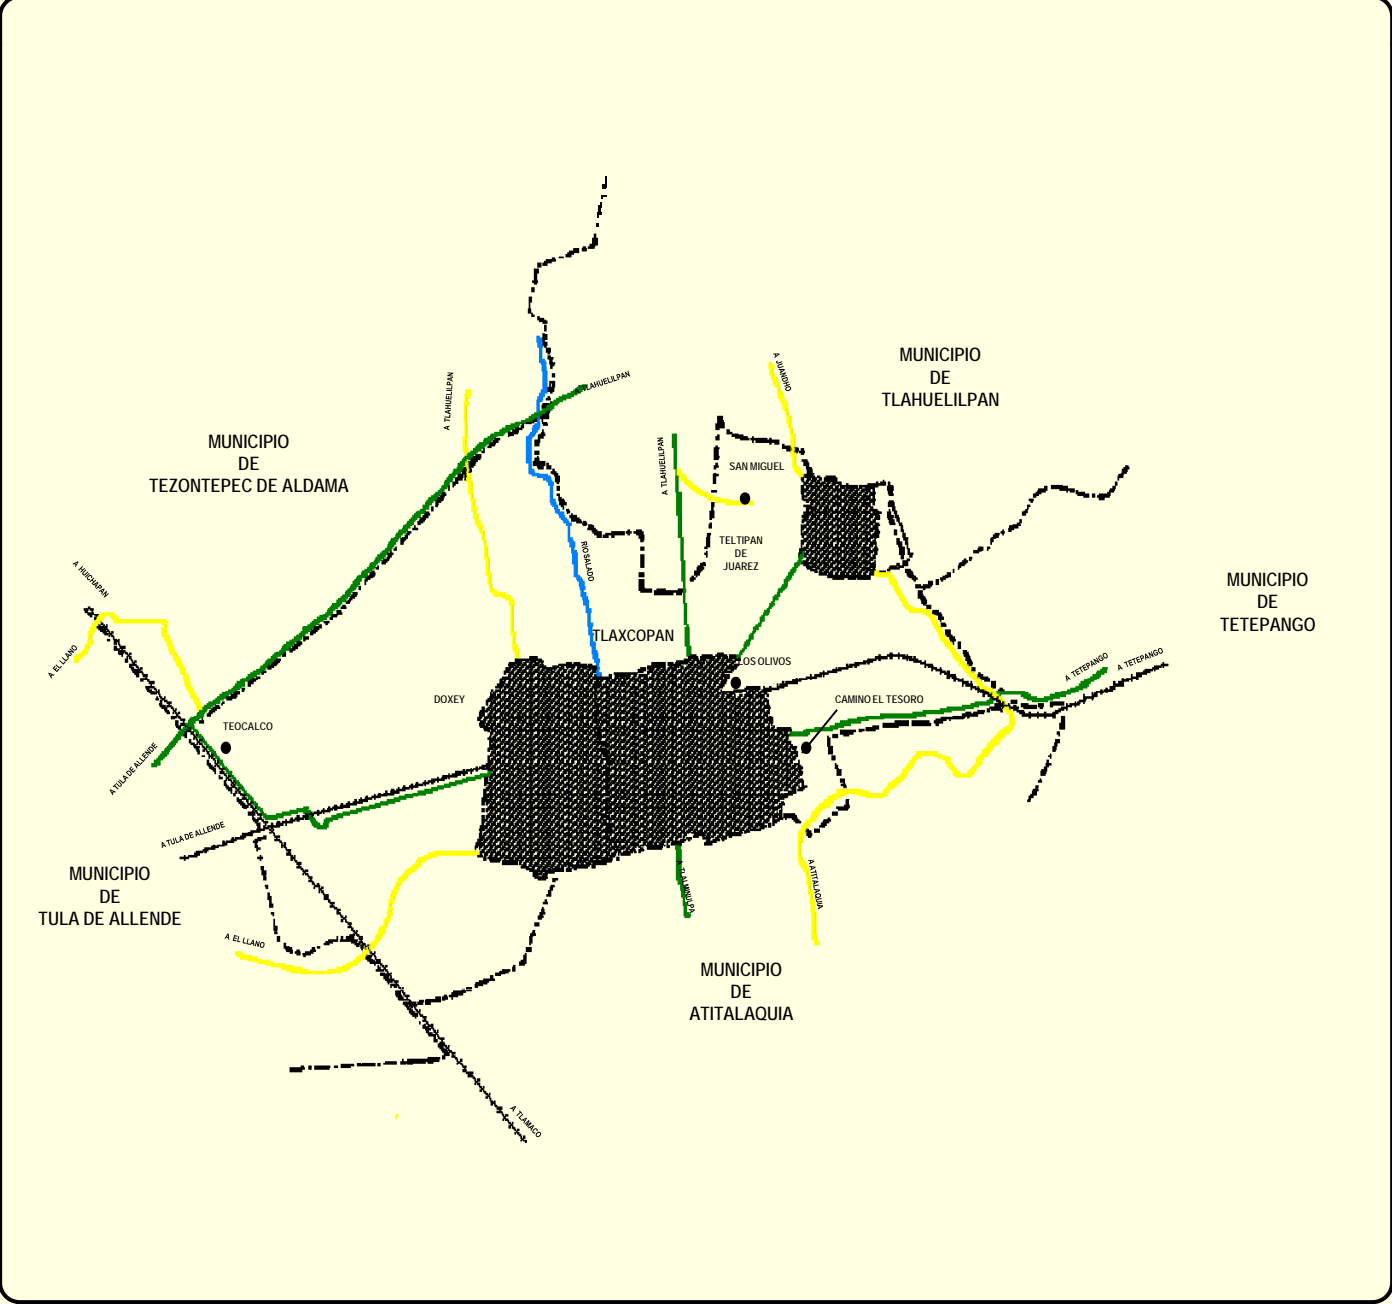 MUNICIPIO
DE
TLAHUELILPAN
A JUANDHO
A TLAHUELILPAN
A TLAHUELILPAN
MUNICIPIO
DE
TEZONTEPEC DE ALDAMA
A TLAHUELILPAN
SAN MIGUEL
TELTIPAN
DE
JUAREZ
RIO SALADO
A HUICHAPAN
MUNICIPIO
DE
TETEPANGO
TLAXCOPAN
A EL LLANO
LOS OLIVOS
A TETEPANGO
A TETEPANGO
DOXEY
CAMINO EL TESORO
TEOCALCO
A TULA DE ALLENDE
A TULA DE ALLENDE
MUNICIPIO
DE
TULA DE ALLENDE
A TLALMINULPA
A ATITALAQUIA
A EL LLANO
MUNICIPIO
DE
ATITALAQUIA
A TLAMACO